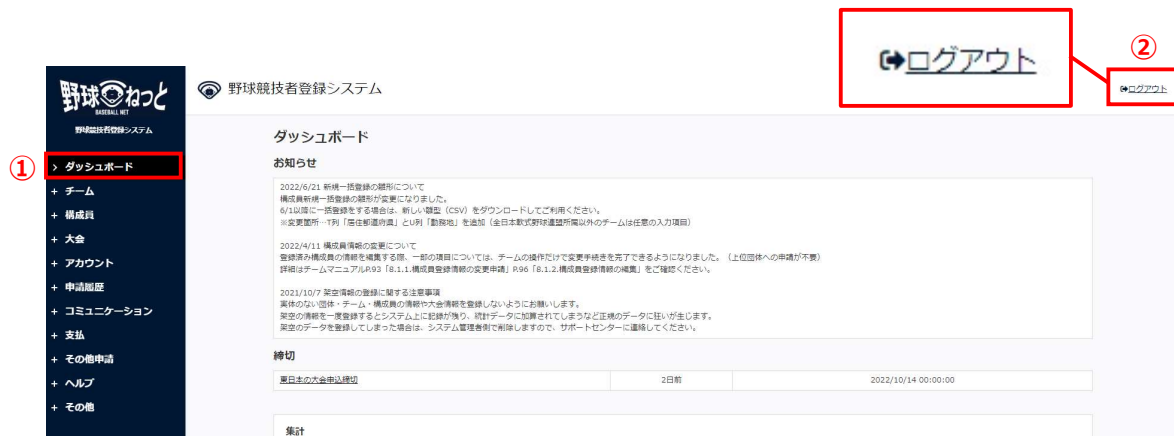 ログアウト
②
野球ねっと
BASEBALL NET
野球競技者登録システム
野球競技者登録システム
ログアウト
①
> ダッシュボード
+ チーム
+ 構成員
+ 大会
+ アカウント
+ 申請履歴
+ コミュニケーション
+ 支払
+ その他申請
+ ヘルプ
+ その他
ダッシュボード
お知らせ
2022/6/21 新規一括登録の雛形について
構成員新規一括登録の雛形が変更になりました。
6/1以降に一括登録をする場合は、新しい雛型（CSV）をダウンロードしてご利用ください。
※変更箇所…T列「居住都道府県」とU列「勤務地」を追加（全日本軟式野球連盟所属以外のチームは任意の入力項目）
2022/4/11 構成員情報の変更について
登録済み構成員の情報を編集する際、一部の項目については、チームの操作だけで変更手続きを完了できるようになりました。（上位団体への申請が不要）
詳細はチームマニュアルP.93「8.1.1.構成員登録情報の変更申請」P.96「8.1.2.構成員登録情報の編集」をご確認ください。
2021/10/7 架空情報の登録に関する注意事項
実体のない団体・チーム・構成員の情報や大会情報を登録しないようにお願いします。
架空の情報を一度登録するとシステム上に記録が残り、統計データに加算されてしまうなど正規のデータに狂いが生じます。
架空のデータを登録してしまった場合は、システム管理者側で削除しますので、サポートセンターに連絡してください。
締切
東日本の大会申込締切 2日前 2022/10/14 00:00:00
集計